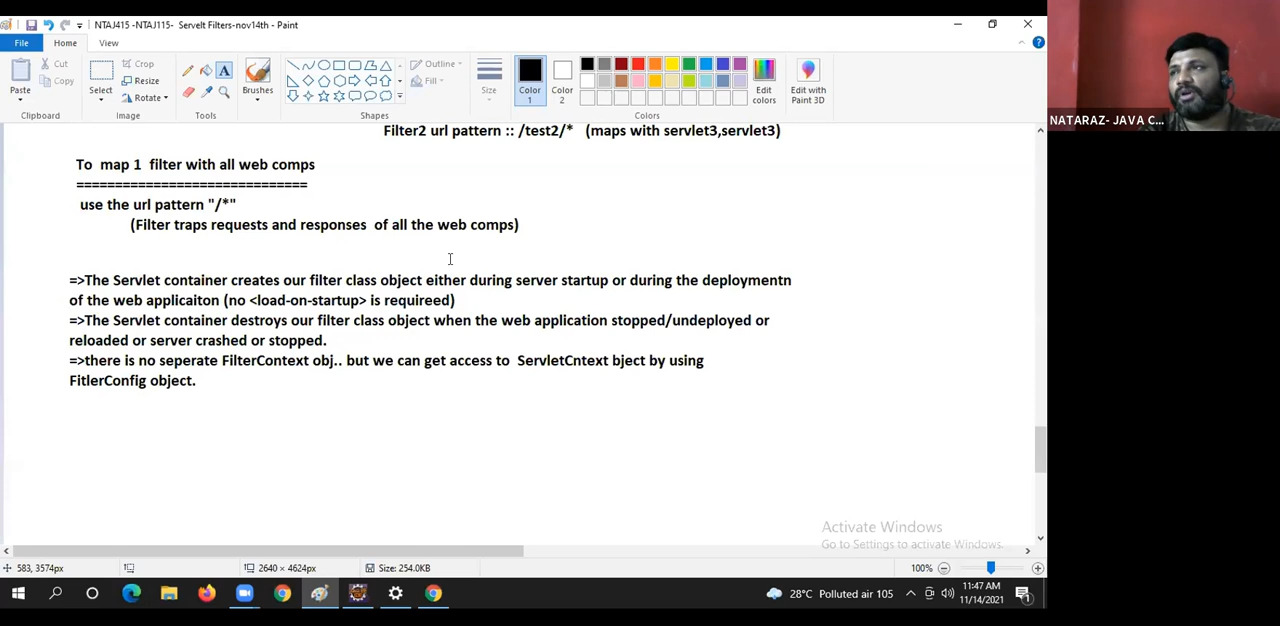 NTAJ415 -NTAJ115- Servelt Filters-nov14th - Paint
File Home View
Cut
Copy
Paste
Clipboard
Crop
Resize
Rotate
Select
Image
Tools
Brushes
Outline
Fill
Shapes
Size
Color 1
Color 2
Edit colors
Colors
Edit with Paint 3D
NATARAZ- JAVA C...
Filter2 url pattern :: /test2/* (maps with servlet3,servlet3)
To map 1 filter with all web comps
==============================
use the url pattern "/*"
(Filter traps requests and responses of all the web comps)
=>The Servlet container creates our filter class object either during server startup or during the deploymentn
of the web applicaiton (no <load-on-startup> is requireed)
=>The Servlet container destroys our filter class object when the web application stopped/undeployed or
reloaded or server crashed or stopped.
=>there is no seperate FilterContext obj.. but we can get access to ServletCntext bject by using
FitlerConfig object.
Activate Windows
Go to Settings to activate Windows.
583, 3574px
2640 × 4624px
Size: 254.0KB
100%
28°C Polluted air 105
11:47 AM
11/14/2021
1